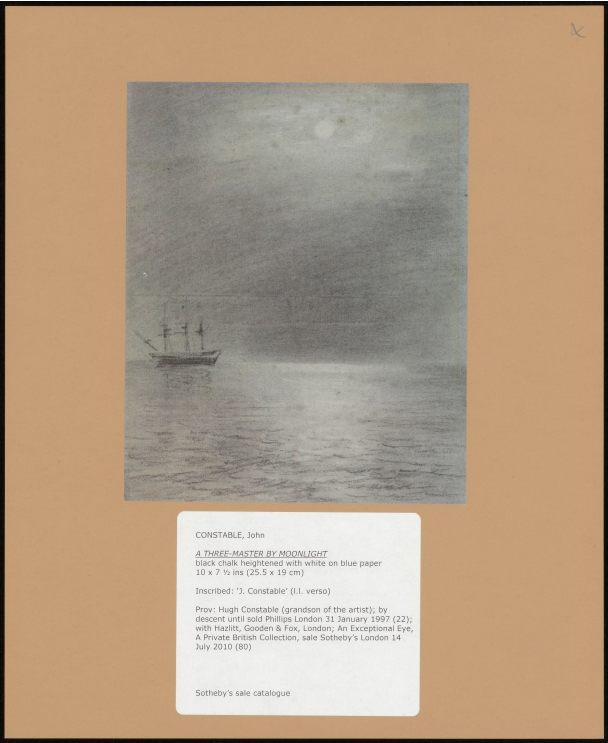 CONSTABLE, John
A THREE-MASTER BY MOONLIGHT
black chalk heightened with white on blue paper
10 x 7 ½ ins (25.5 x 19 cm)
Inscribed: 'J. Constable' (l.l. verso)
Prov: Hugh Constable (grandson of the artist); by
descent until sold Phillips London 31 January 1997 (22);
with Hazlitt, Gooden & Fox, London; An Exceptional Eye,
A Private British Collection, sale Sotheby's London 14
July 2010 (80)
Sotheby's sale catalogue